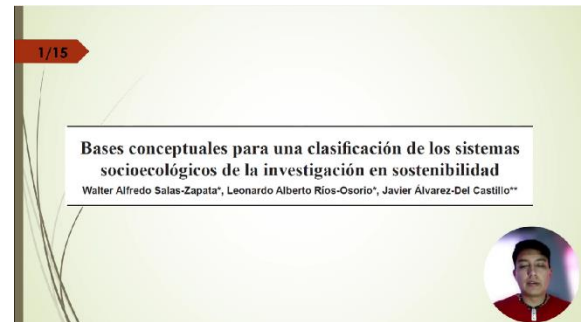 1/15
Bases conceptuales para una clasificación de los sistemas
socioecológicos de la investigación en sostenibilidad
Walter Alfredo Salas-Zapata*, Leonardo Alberto Ríos-Osorio*, Javier Álvarez-Del Castillo**